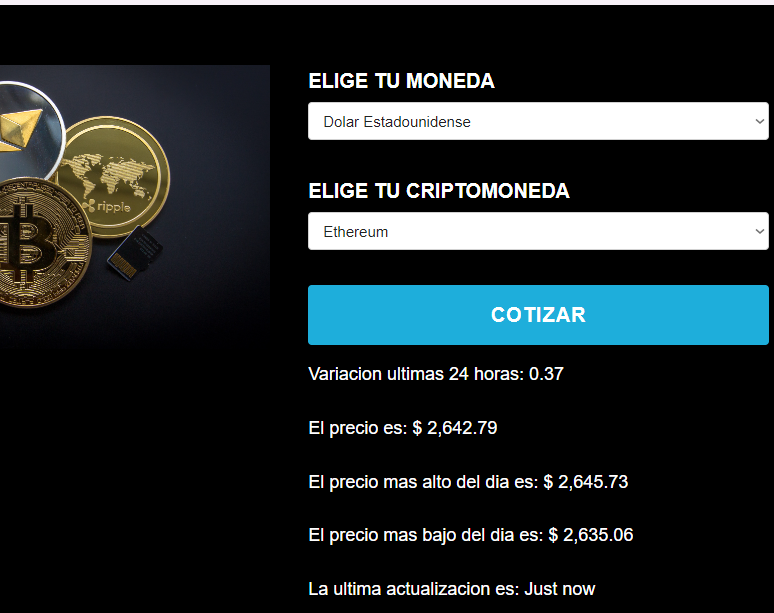 ELIGE TU MONEDA
Dolar Estadounidense
ELIGE TU CRIPTOMONEDA
Ethereum
COTIZAR
Variacion ultimas 24 horas: 0.37
El precio es: $ 2,642.79
El precio mas alto del dia es: $ 2,645.73
El precio mas bajo del dia es: $ 2,635.06
La ultima actualizacion es: Just now
ripple